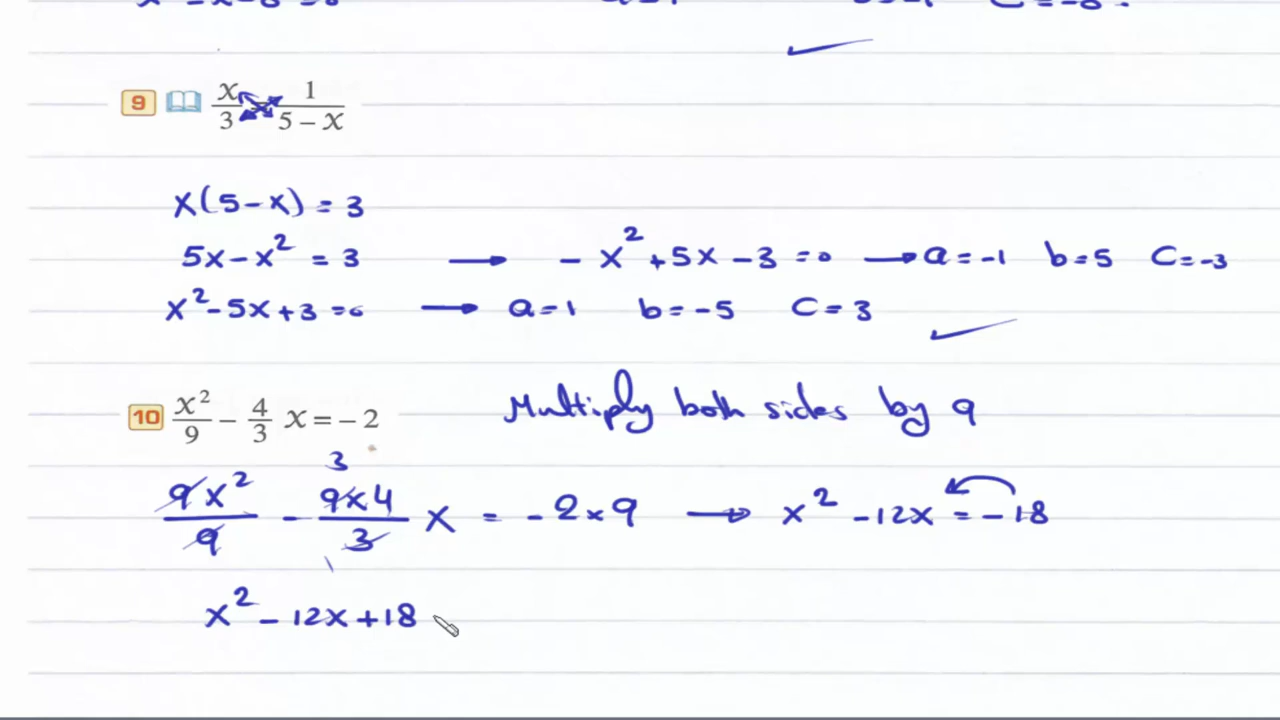 9 x/3 = 1/(5 - x)
x(5-x) = 3
5x-x² = 3 → -x²+5x-3=0 → a=-1 b=5 C=-3
x²-5x+3=0 → a=1 b=-5 C=3 ✓
10 x²/9 - 4/3 x = -2 Multiply both sides by 9
9x²/9 - 3 9x4/3 1 x = -2×9 → x²-12x = -18
x²-12x+18